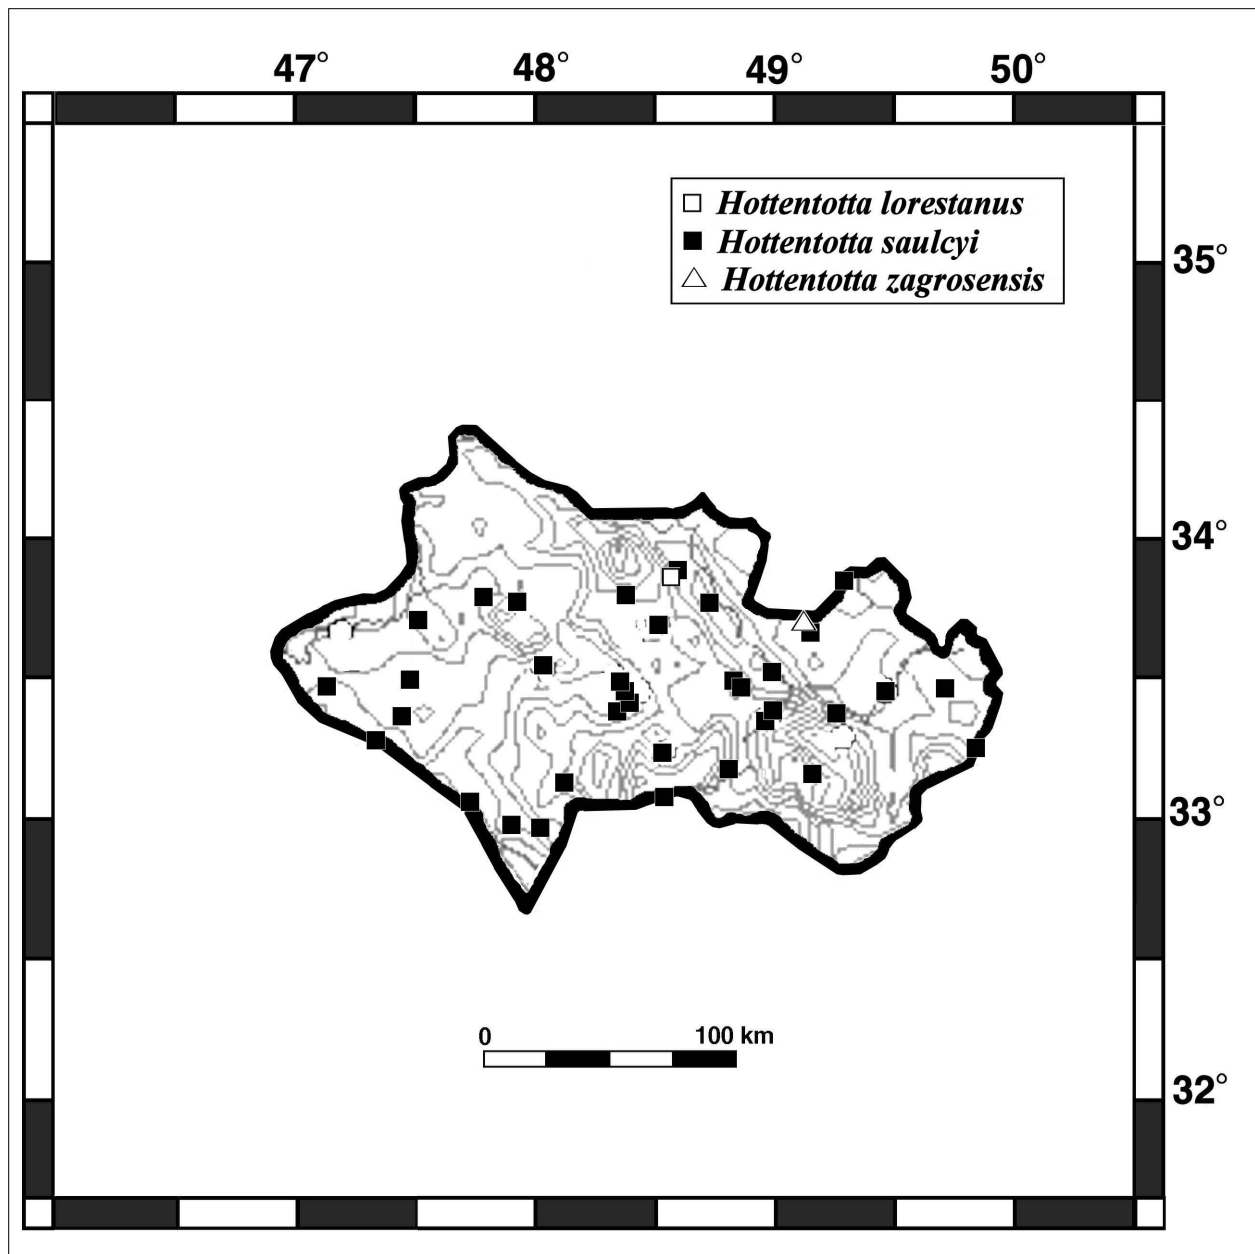 47° 48° 49° 50°
Hottentotta lorestanus
Hottentotta saulcyi
Hottentotta zagrosensis
35°
34°
33°
0 100 km
32°